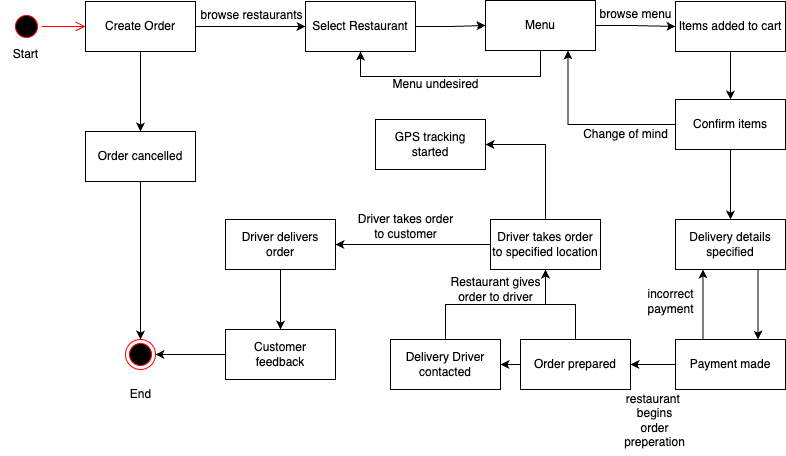 browse restaurants
browse menu
Create Order
Select Restaurant
Menu
Items added to cart
Start
Menu undesired
Change of mind
Confirm items
GPS tracking
started
Order cancelled
Driver takes order
to customer
Driver delivers
order
Driver takes order
to specified location
Delivery details
specified
Restaurant gives
order to driver
incorrect
payment
Customer
feedback
Delivery Driver
contacted
Order prepared
Payment made
End
restaurant
begins
order
preperation